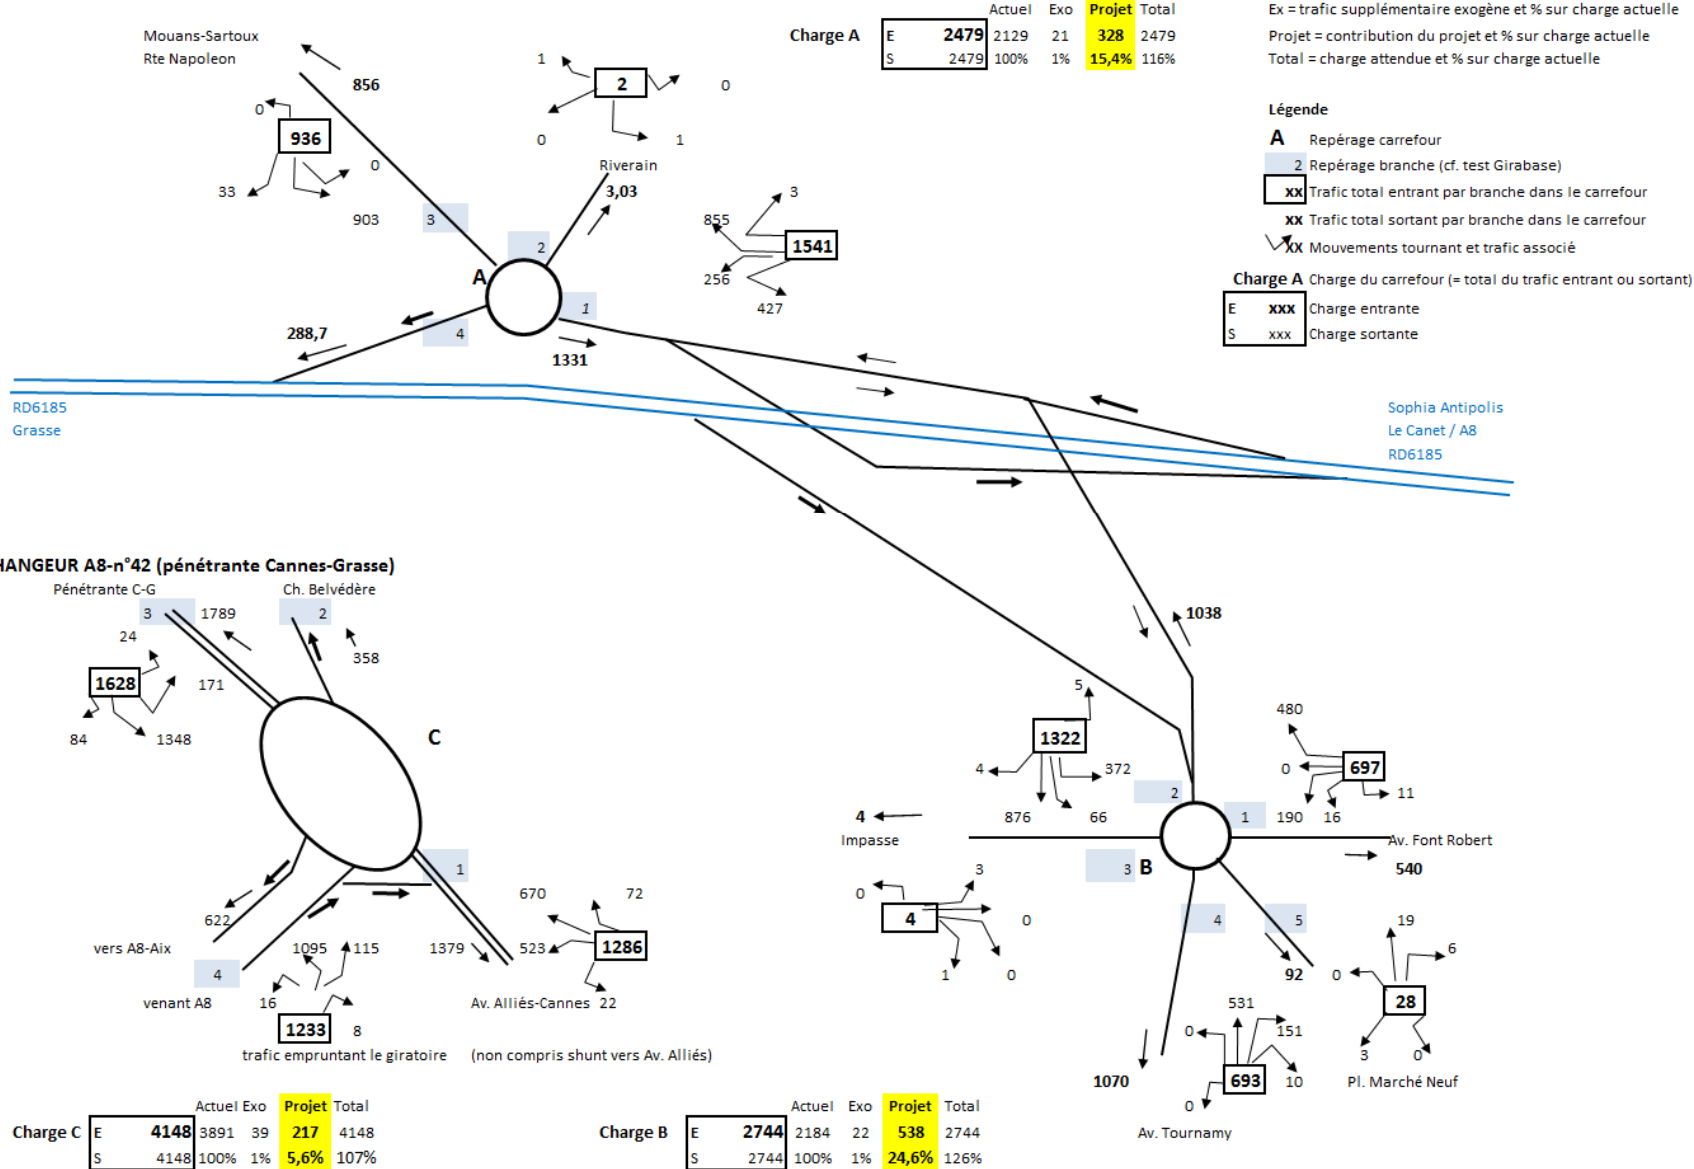 Actuel Exo Projet Total
Charge A E 2479 2129 21 328 2479
S 2479 100% 1% 15,4% 116%
Ex = trafic supplémentaire exogène et % sur charge actuelle
Projet = contribution du projet et % sur charge actuelle
Total = charge attendue et % sur charge actuelle
Légende
A Repérage carrefour
2 Repérage branche (cf. test Girabase)
xx Trafic total entrant par branche dans le carrefour
xx Trafic total sortant par branche dans le carrefour
xx Mouvements tournant et trafic associé
Charge A Charge du carrefour (= total du trafic entrant ou sortant)
E xxx Charge entrante
S xxx Charge sortante
Mouans-Sartoux
Rte Napoleon
856
0
936
0
33
903
3
1
2
0
0
1
Riverain
3,03
2
A
1
4
288,7
1331
3
855
1541
256
427
RD6185
Grasse
Sophia Antipolis
Le Canet / A8
RD6185
HANGEUR A8-n°42 (pénétrante Cannes-Grasse)
Pénétrante C-G
Ch. Belvédère
3 1789
2
24
358
1628
171
84
1348
C
1
622
vers A8-Aix
4
venant A8
1095
115
1379
16
1233
8
trafic empruntant le giratoire
(non compris shunt vers Av. Alliés)
670
72
523
1286
Av. Alliés-Cannes 22
1038
5
1322
4
372
876
66
2
480
0
697
11
1 190 16
4
Impasse
Av. Font Robert
540
3 B
0
3
4
0
1
0
4
5
92
19
6
0
28
3
0
Pl. Marché Neuf
531
0
151
693
10
0
1070
Av. Tournamy
Actuel Exo Projet Total
Charge C E 4148 3891 39 217 4148
S 4148 100% 1% 5,6% 107%
Actuel Exo Projet Total
Charge B E 2744 2184 22 538 2744
S 2744 100% 1% 24,6% 126%